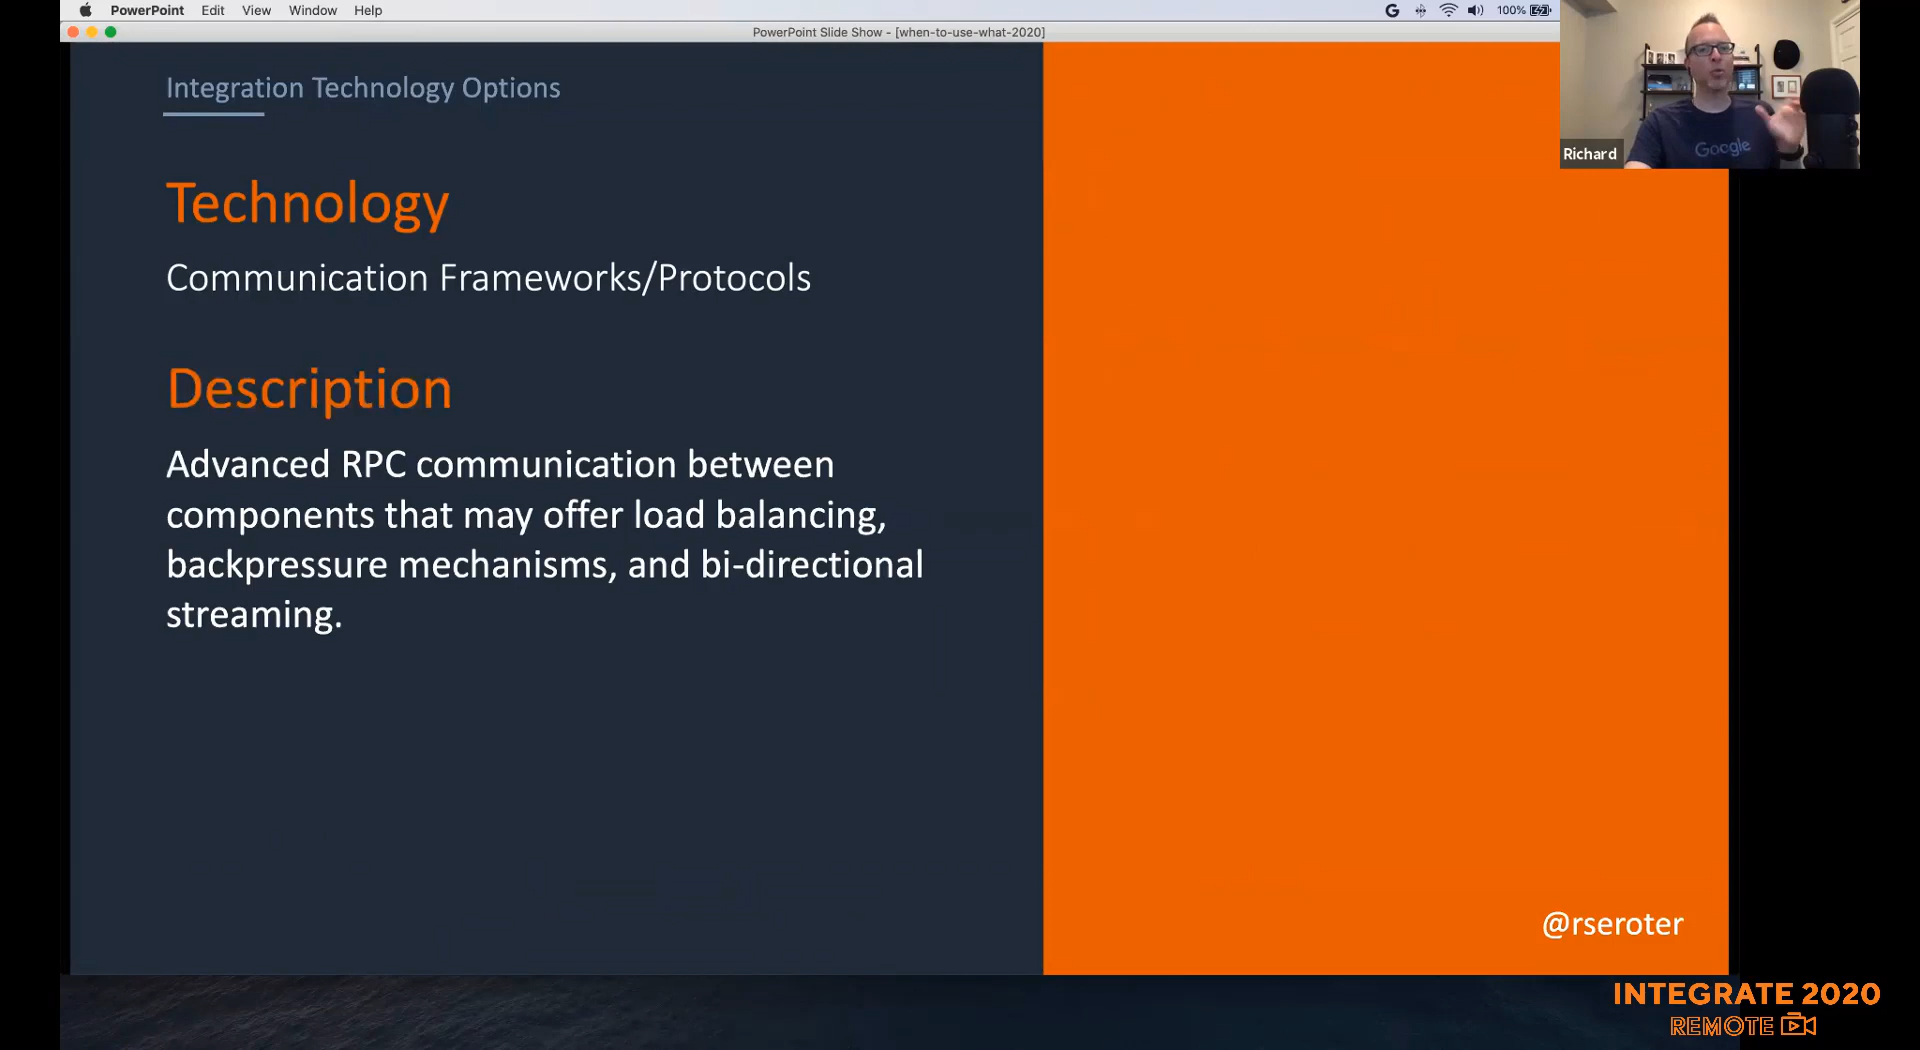 PowerPoint Edit View Window Help
G 100%
PowerPoint Slide Show - [when-to-use-what-2020]
Integration Technology Options
Technology
Communication Frameworks/Protocols
Description
Advanced RPC communication between
components that may offer load balancing,
backpressure mechanisms, and bi-directional
streaming.
Google
Richard
@rseroter
INTEGRATE 2020
REMOTE